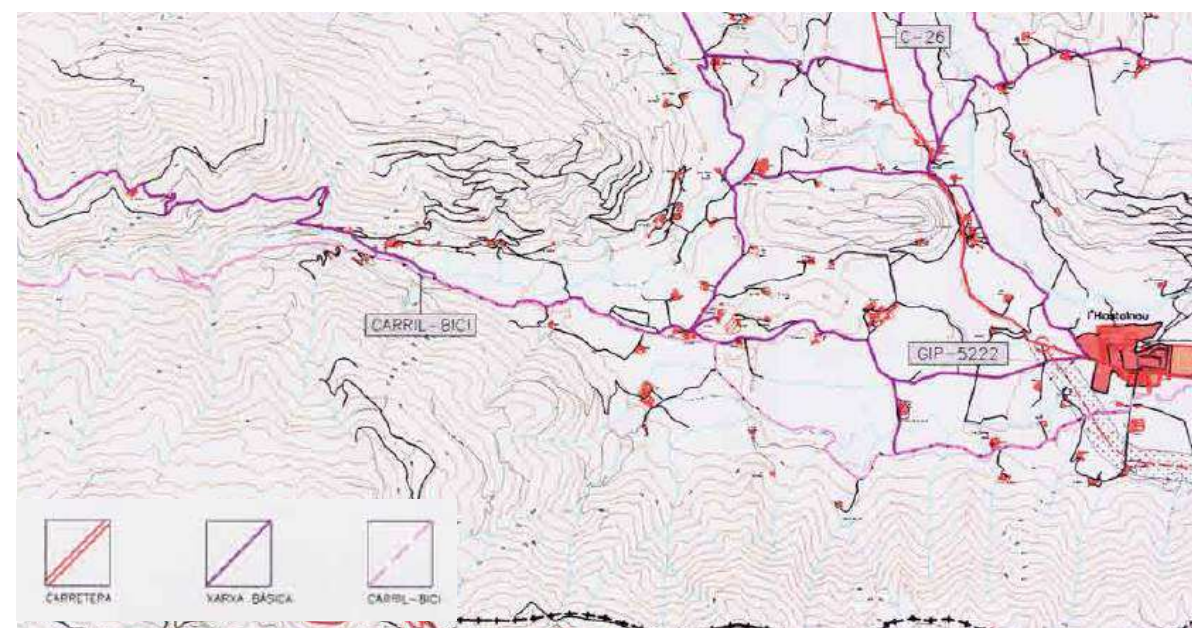 C-26
l'Hostalnou
CARRIL-BICI
GIP-5222
CARRETERA
XARXA BÀSICA
CARRIL-BICI